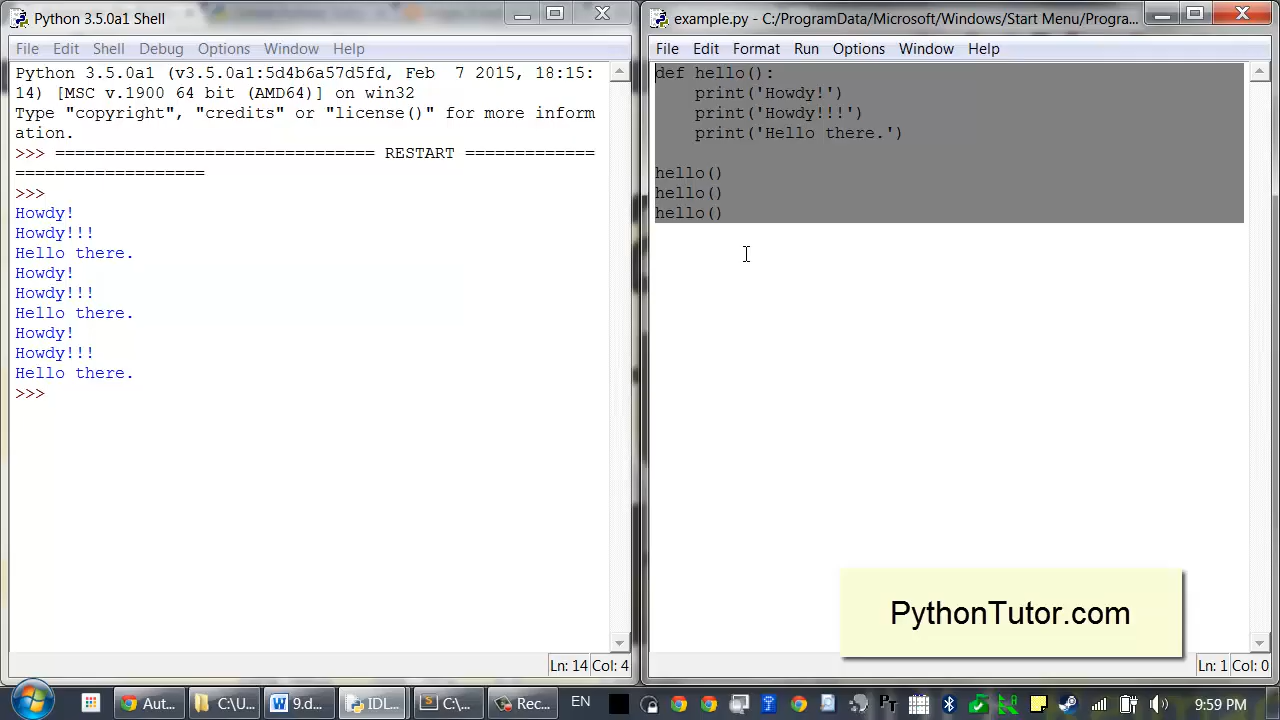 Python 3.5.0a1 Shell
File Edit Shell Debug Options Window Help
Python 3.5.0a1 (v3.5.0a1:5d4b6a57d5fd, Feb  7 2015, 10:15:
14) [MSC v.1900 64 bit (AMD64)] on win32
Type "copyright", "credits" or "license()" for more inform
ation.
>>> ================================ RESTART =============
===================
>>>
Howdy!
Howdy!!!
Hello there.
Howdy!
Howdy!!!
Hello there.
Howdy!
Howdy!!!
Hello there.
>>>
Ln: 14 Col: 4
example.py - C:/ProgramData/Microsoft/Windows/Start Menu/Progra...
File Edit Format Run Options Window Help
def hello():
    print('Howdy!')
    print('Howdy!!!')
    print('Hello there.')
hello()
hello()
hello()
PythonTutor.com
Ln: 1 Col: 0
Aut... C:\U... 9.d... IDL... C:\... Rec... EN 9:59 PM